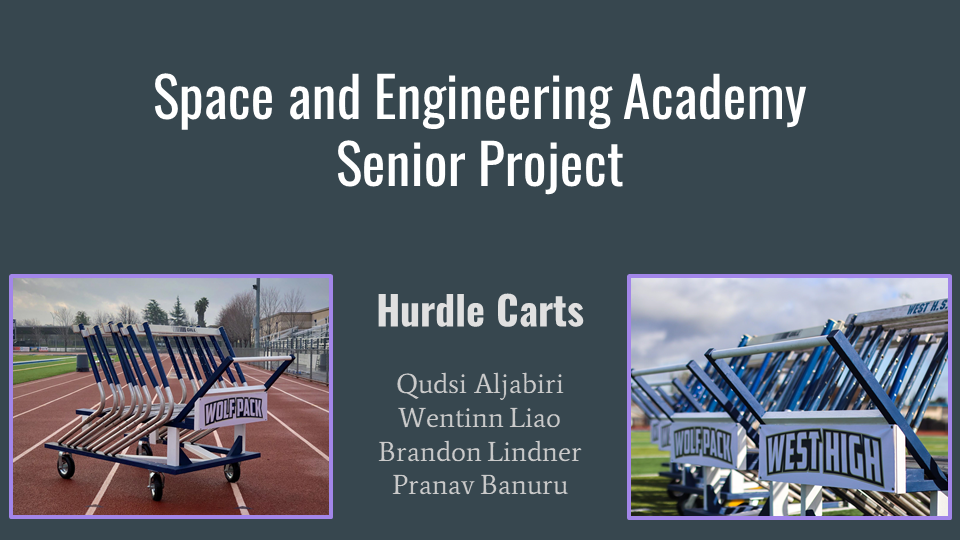 Space and Engineering Academy
Senior Project
Hurdle Carts
Qudsi Aljabiri
Wentinn Liao
Brandon Lindner
Pranav Banuru
WOLF PACK
WEST H.S.
WOLF PACK
WEST HIGH